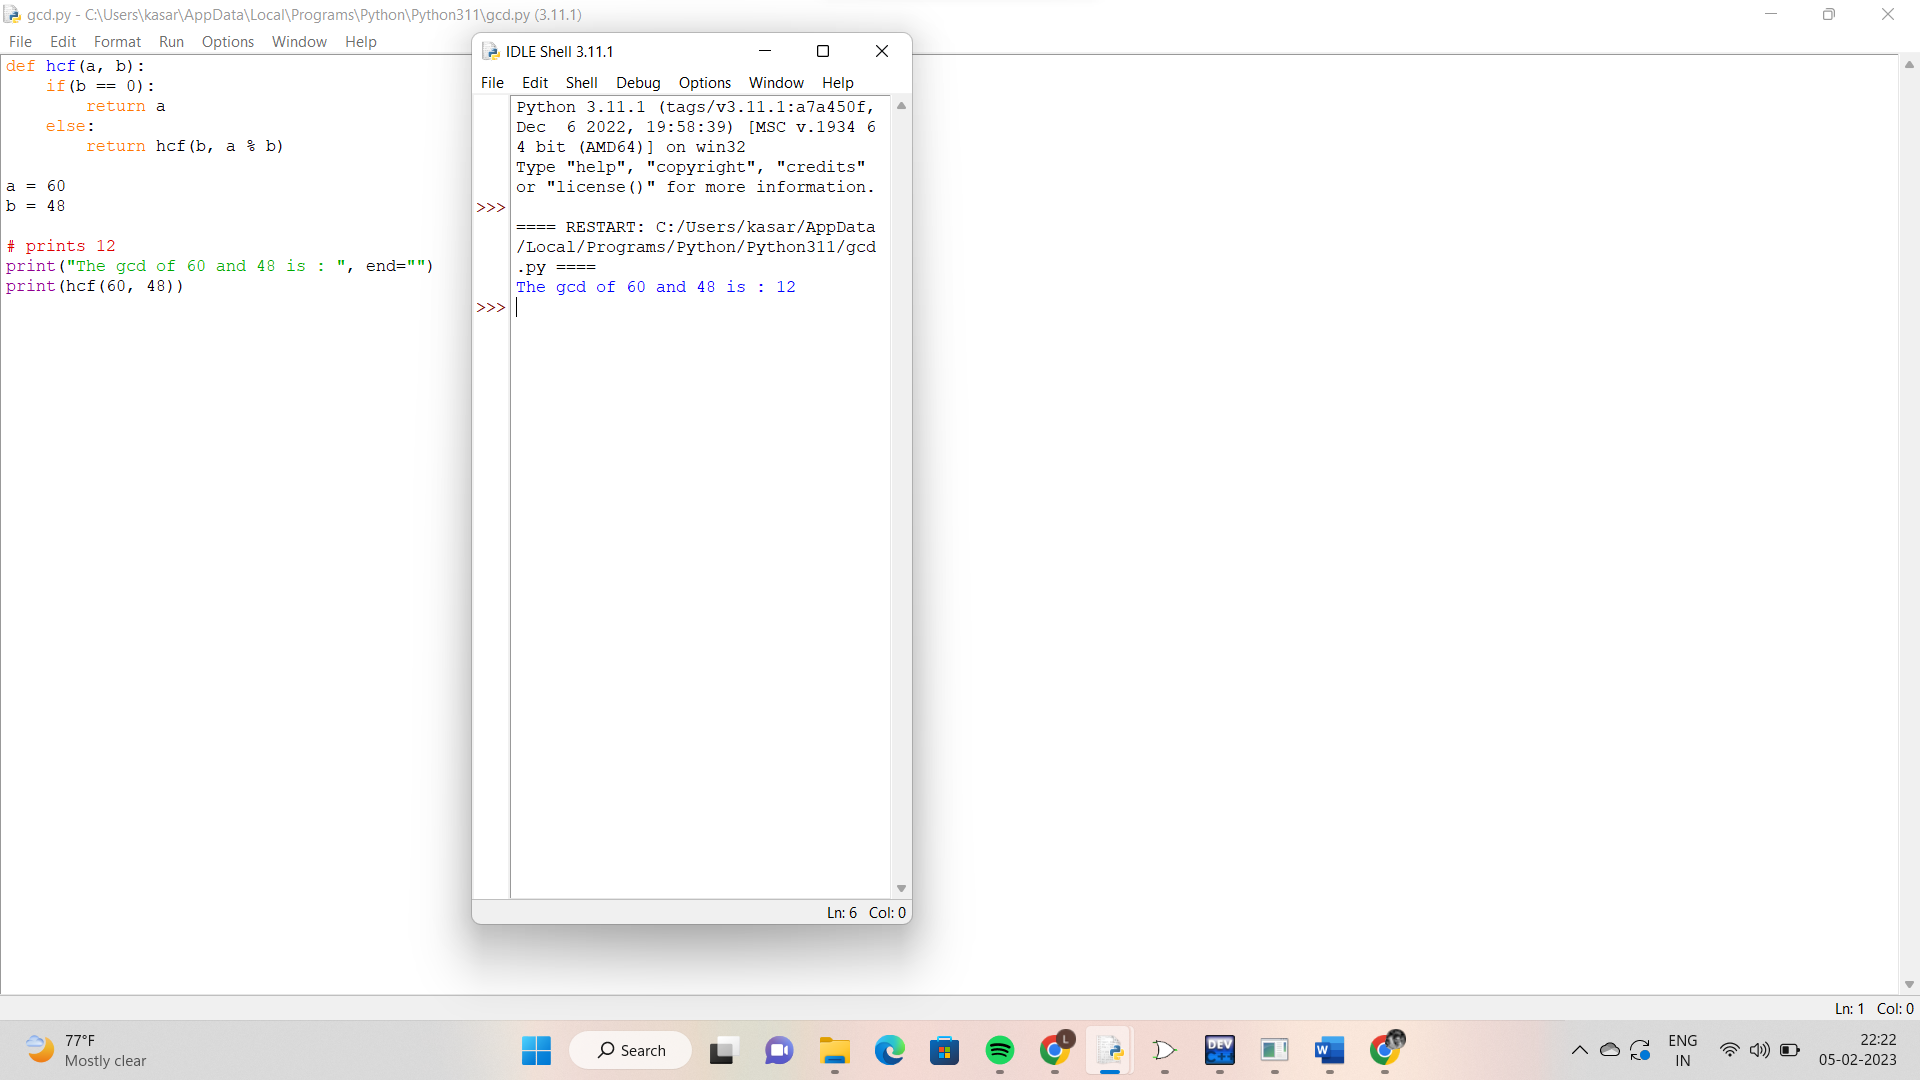 gcd.py - C:\Users\kasar\AppData\Local\Programs\Python\Python311\gcd.py (3.11.1)
File Edit Format Run Options Window Help
def hcf(a, b):
    if(b == 0):
        return a
    else:
        return hcf(b, a % b)
a = 60
b = 48
# prints 12
print("The gcd of 60 and 48 is : ", end="")
print(hcf(60, 48))
IDLE Shell 3.11.1
File Edit Shell Debug Options Window Help
Python 3.11.1 (tags/v3.11.1:a7a450f,
Dec  6 2022, 19:58:39) [MSC v.1934 6
4 bit (AMD64)] on win32
Type "help", "copyright", "credits"
or "license()" for more information.
>>>
==== RESTART: C:/Users/kasar/AppData
/Local/Programs/Python/Python311/gcd
.py ====
The gcd of 60 and 48 is : 12
>>>
Ln: 6 Col: 0
Ln: 1 Col: 0
77°F
Mostly clear
Search
L
DEV
C++
W
ENG
IN
22:22
05-02-2023